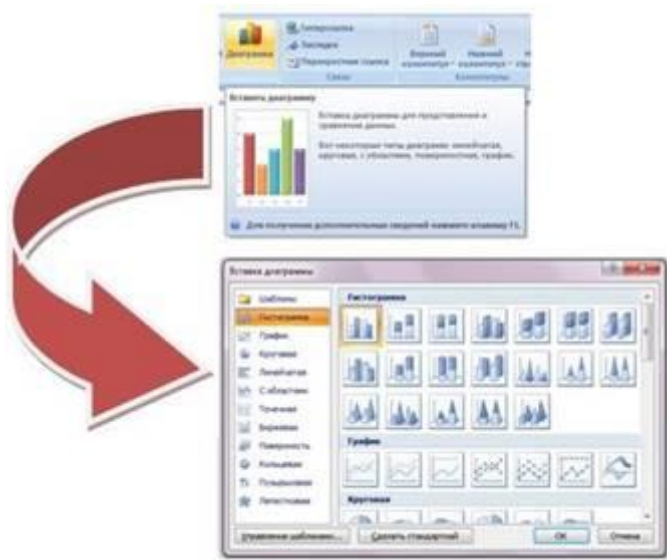 Диаграмма
Гиперссылка
Закладка
Перекрестная ссылка
Связи
Верхний колонтитул
Нижний колонтитул
Колонтитулы
Вставить диаграмму
Вставка диаграммы для представления и
сравнения данных.
Вот некоторые типы диаграмм: линейчатая,
круговая, с областями, поверхностная, график.
Для получения дополнительных сведений нажмите клавишу F1.
Вставка диаграммы
Шаблоны
Гистограмма
График
Круговая
Линейчатая
С областями
Точечная
Биржевая
Поверхность
Кольцевая
Пузырьковая
Лепестковая
Гистограмма
График
Круговая
Управление шаблонами...
Сделать стандартной
ОК
Отмена